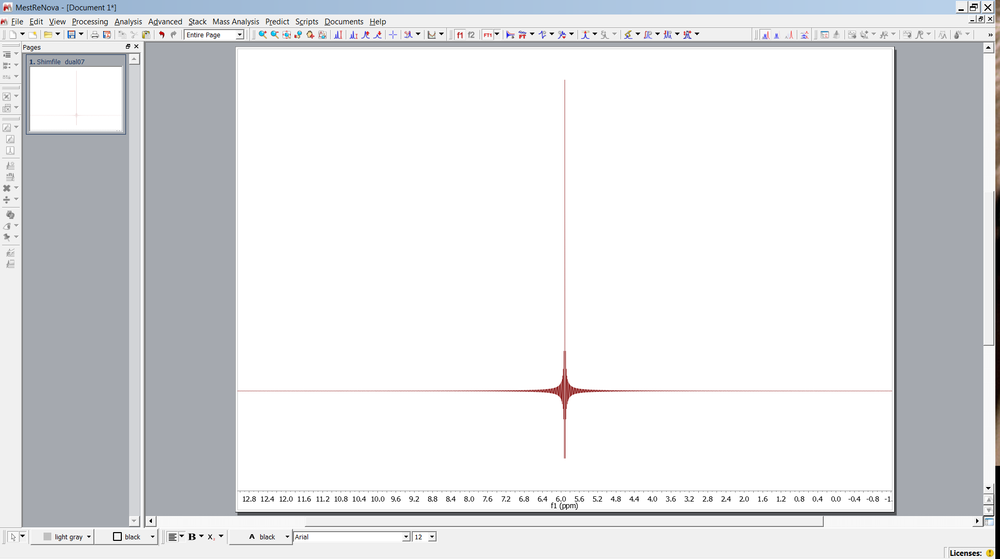 MestReNova - [Document 1*]
File Edit View Processing Analysis Advanced Stack Mass Analysis Predict Scripts Documents Help
Entire Page f1 f2 FT1 FT »
Pages
1. Shimfile dual07
12.8 12.4 12.0 11.6 11.2 10.8 10.4 10.0 9.6 9.2 8.8 8.4 8.0 7.6 7.2 6.8 6.4 6.0 5.6 5.2 4.8 4.4 4.0 3.6 3.2 2.8 2.4 2.0 1.6 1.2 0.8 0.4 0.0 -0.4 -0.8 -1.
f1 (ppm)
light gray black B X₂ A black Arial 12
Licenses: